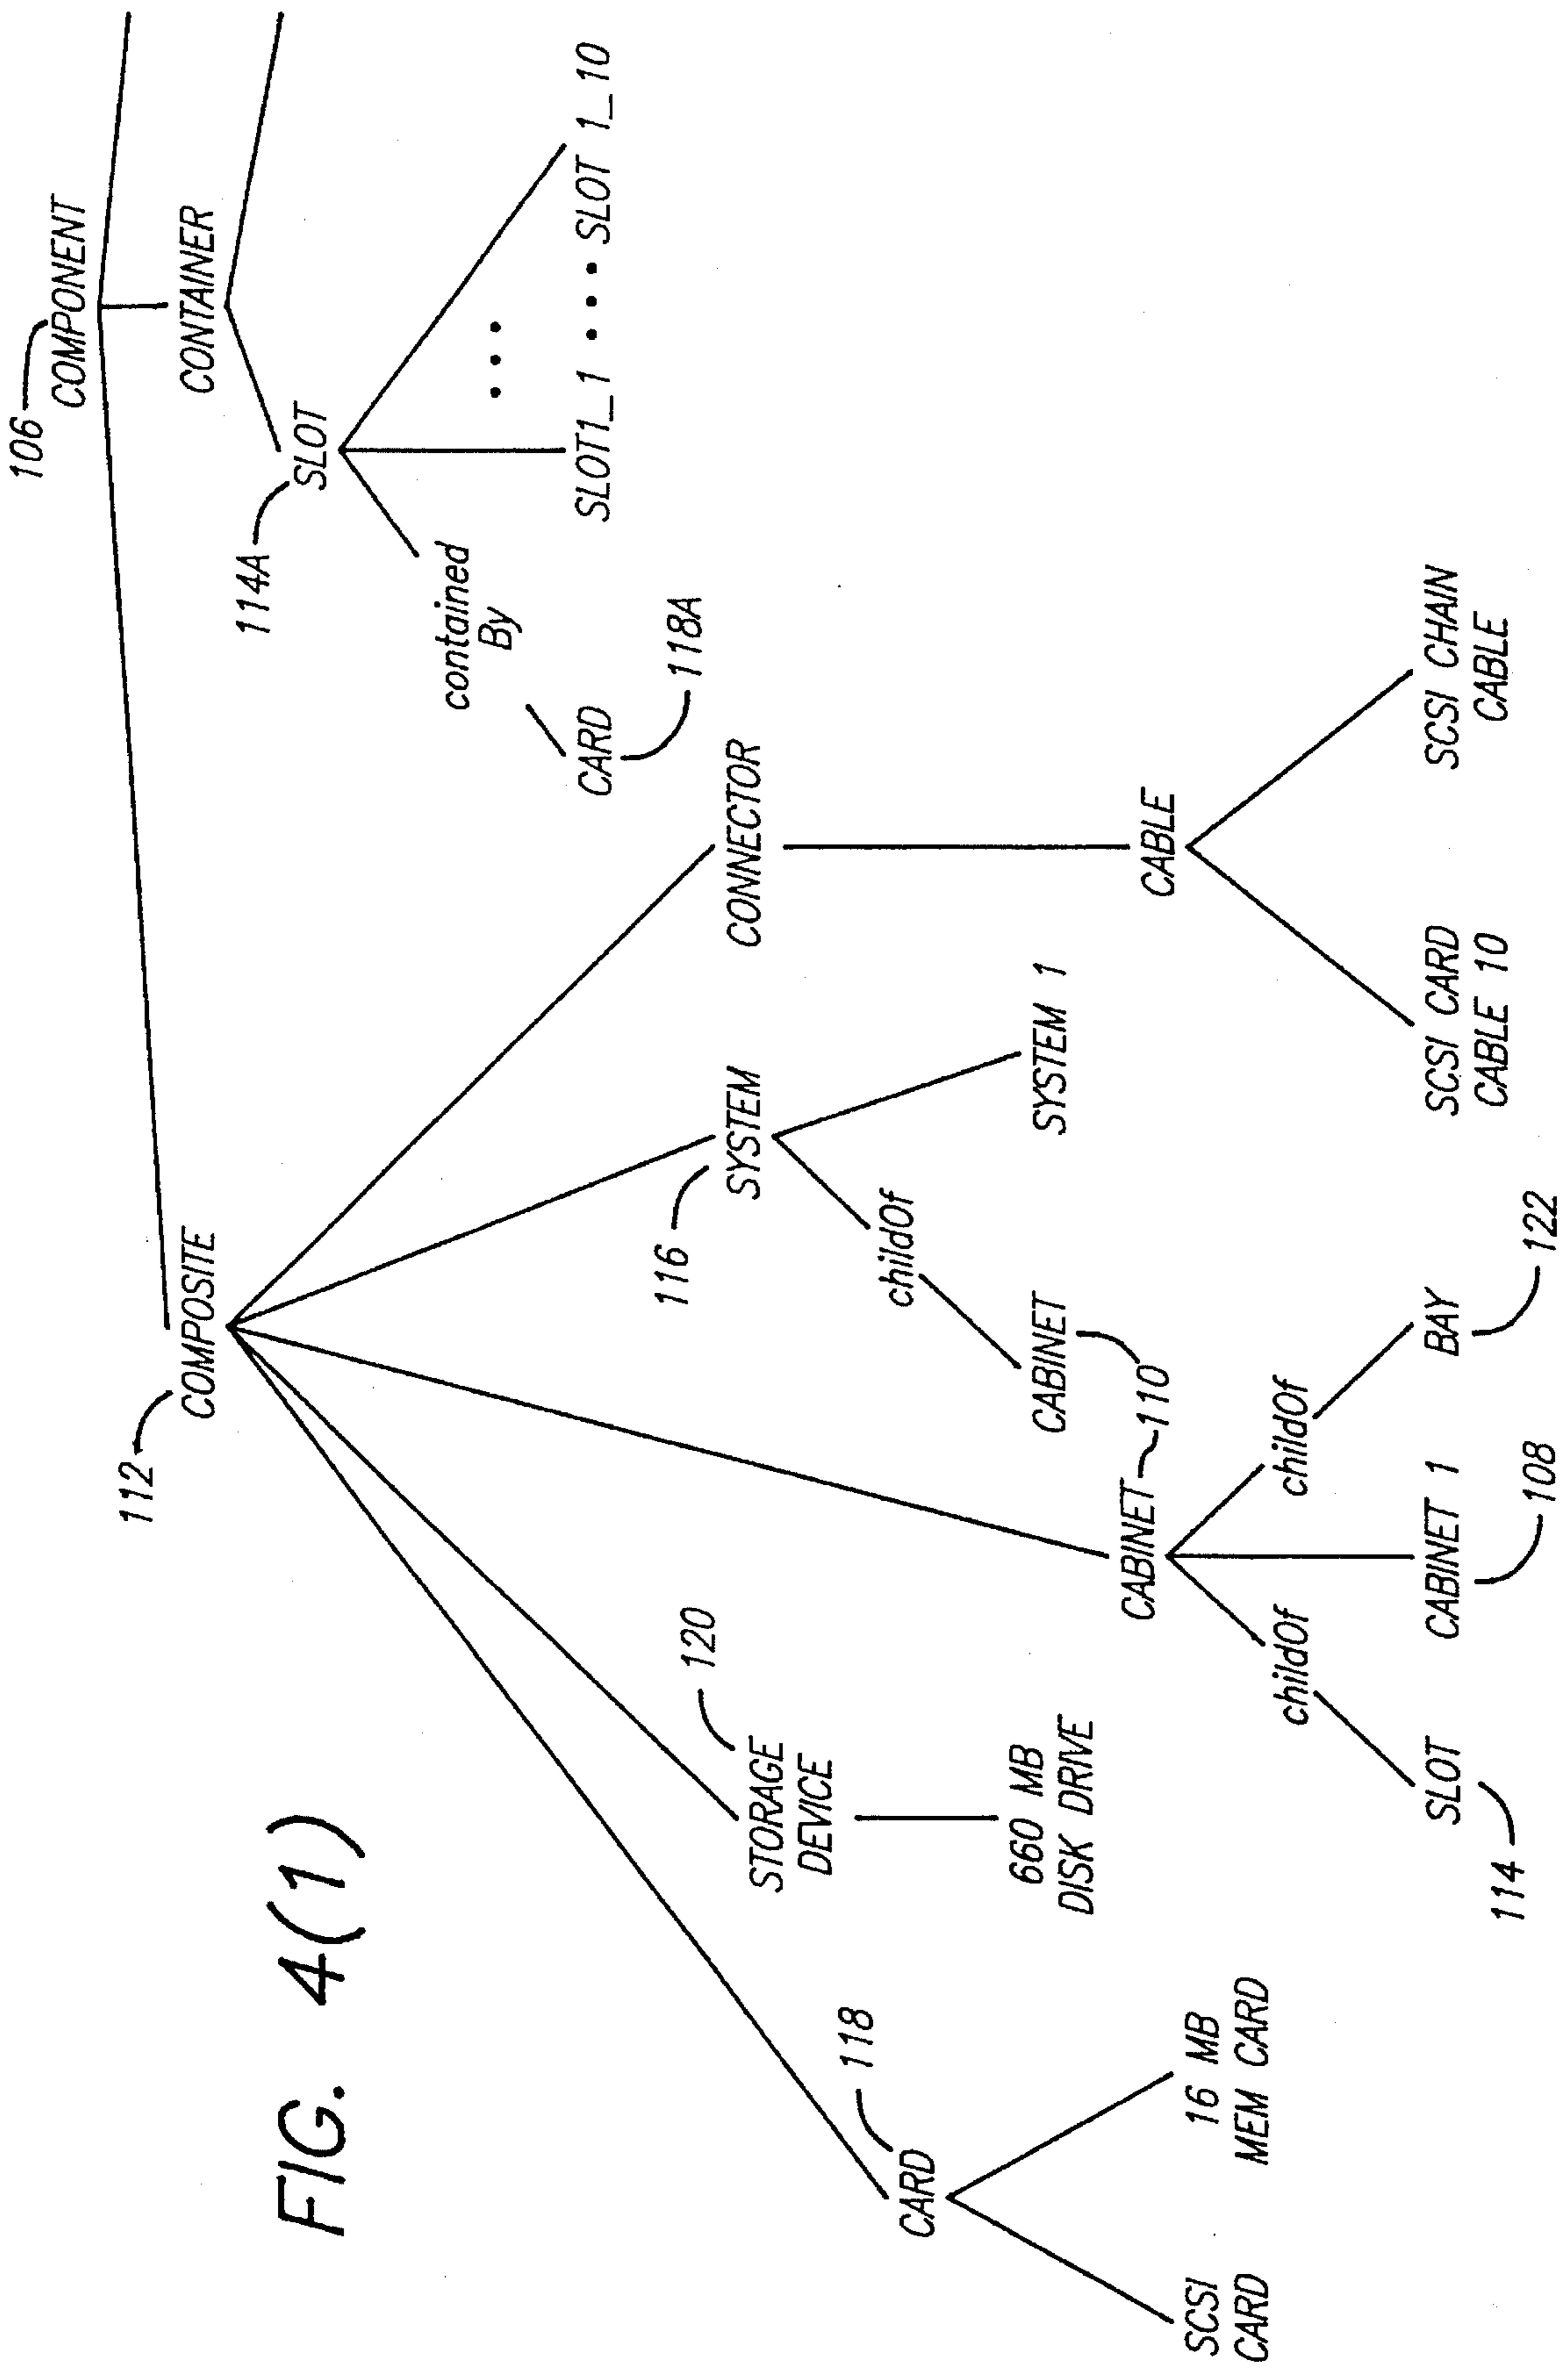 FIG. 4(1)
106
COMPONENT
112
COMPOSITE
CONTAINER
114A
SLOT
contained
By
CARD
118A
SLOT1_1 • • • SLOT 1_10
• • •
120
STORAGE
DEVICE
660 MB
DISK DRIVE
116
SYSTEM
childOf
CABINET
SYSTEM 1
CONNECTOR
CABLE
SCSI CARD
CABLE 10
SCSI CHAIN
CABLE
118
CARD
SCSI
CARD
16 MB
MEM CARD
CABINET
110
childOf
childOf
SLOT
114
CABINET 1
108
BAY
122